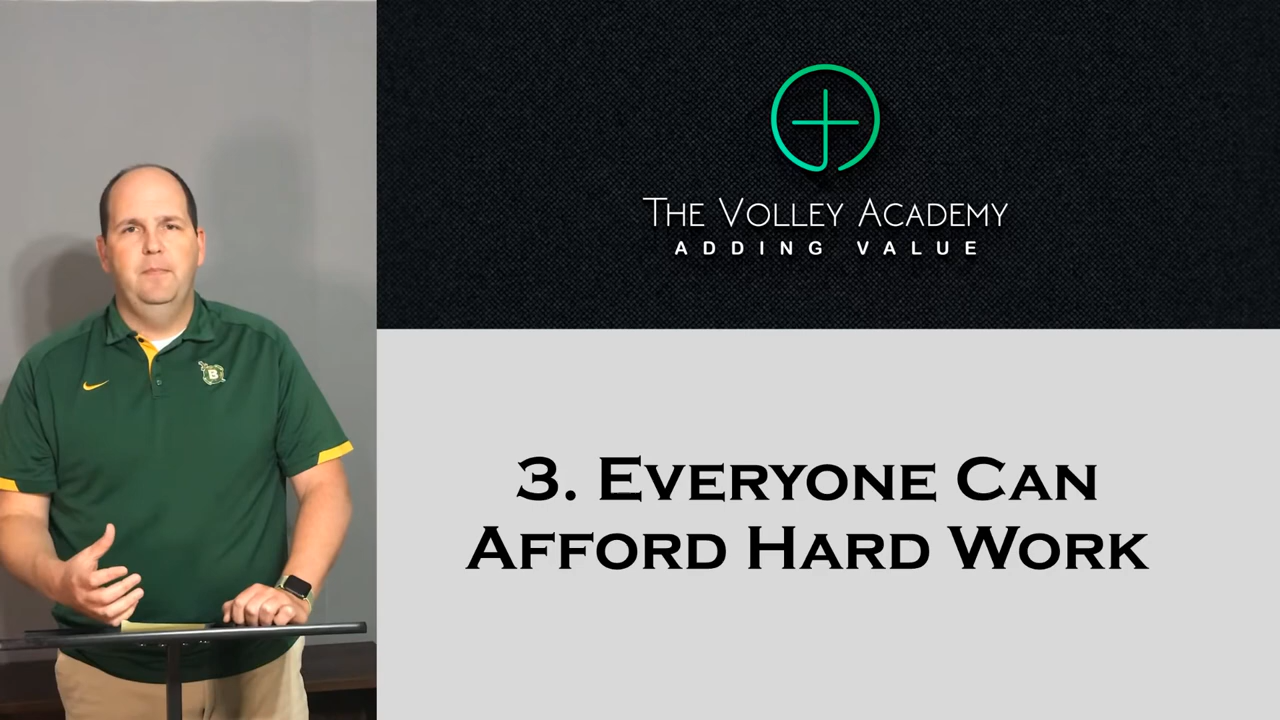 THE VOLLEY ACADEMY
ADDING VALUE
B
3. EVERYONE CAN
AFFORD HARD WORK